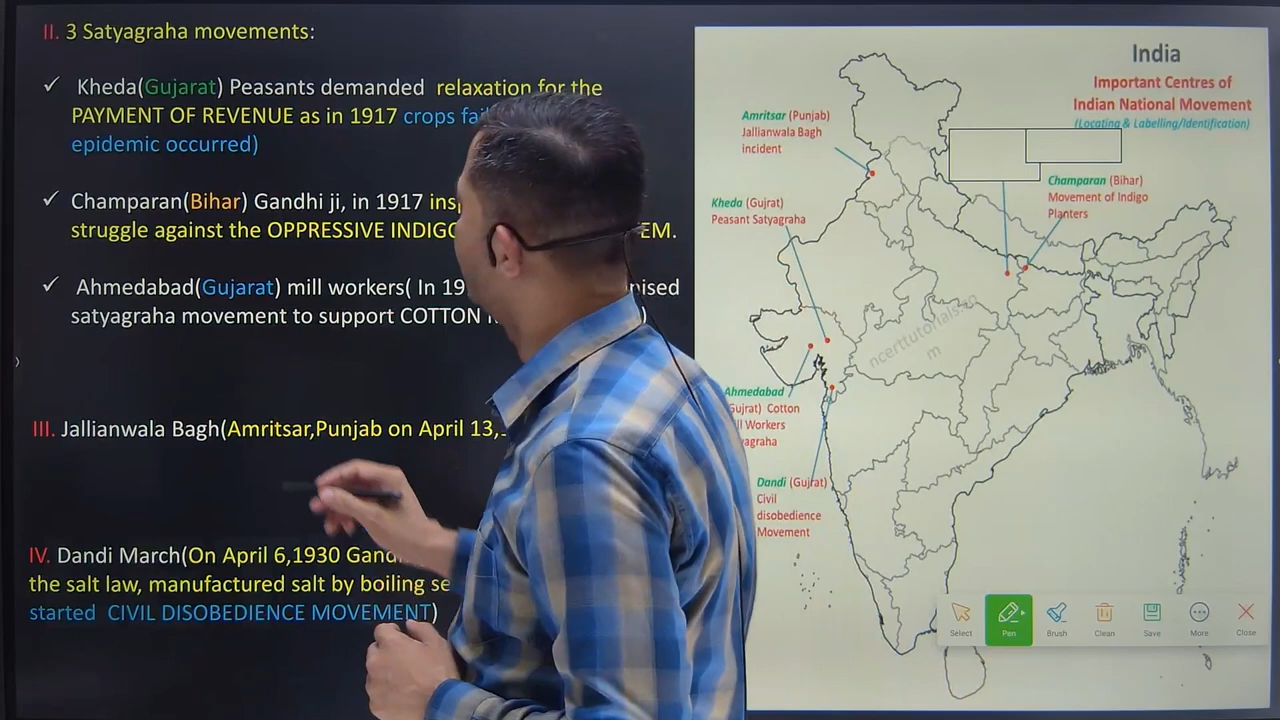 II. 3 Satyagraha movements:
✓ Kheda(Gujarat) Peasants demanded relaxation for the
PAYMENT OF REVENUE as in 1917 crops
epidemic occurred)
✓ Champaran(Bihar) Gandhi ji, in 1917
struggle against the OPPRESSIVE
✓ Ahmedabad(Gujarat) mill workers( In
satyagraha movement to support COTTON
III. Jallianwala Bagh(Amritsar,Punjab on April 13,
IV. Dandi March(On April 6,1930
the salt law, manufactured salt by boiling
started CIVIL DISOBEDIENCE MOVEMENT)
India
Important Centres of
Indian National Movement
(Locating & Labelling/Identification)
Amritsar (Punjab)
Jallianwala Bagh
incident
Champaran (Bihar)
Movement of Indigo
Planters
Kheda (Gujrat)
Peasant Satyagraha
Ahmedabad
Cotton
Workers
Dandi (Gujrat)
Civil
disobedience
Movement
Select
Pen
Brush
Clean
Save
More
Close